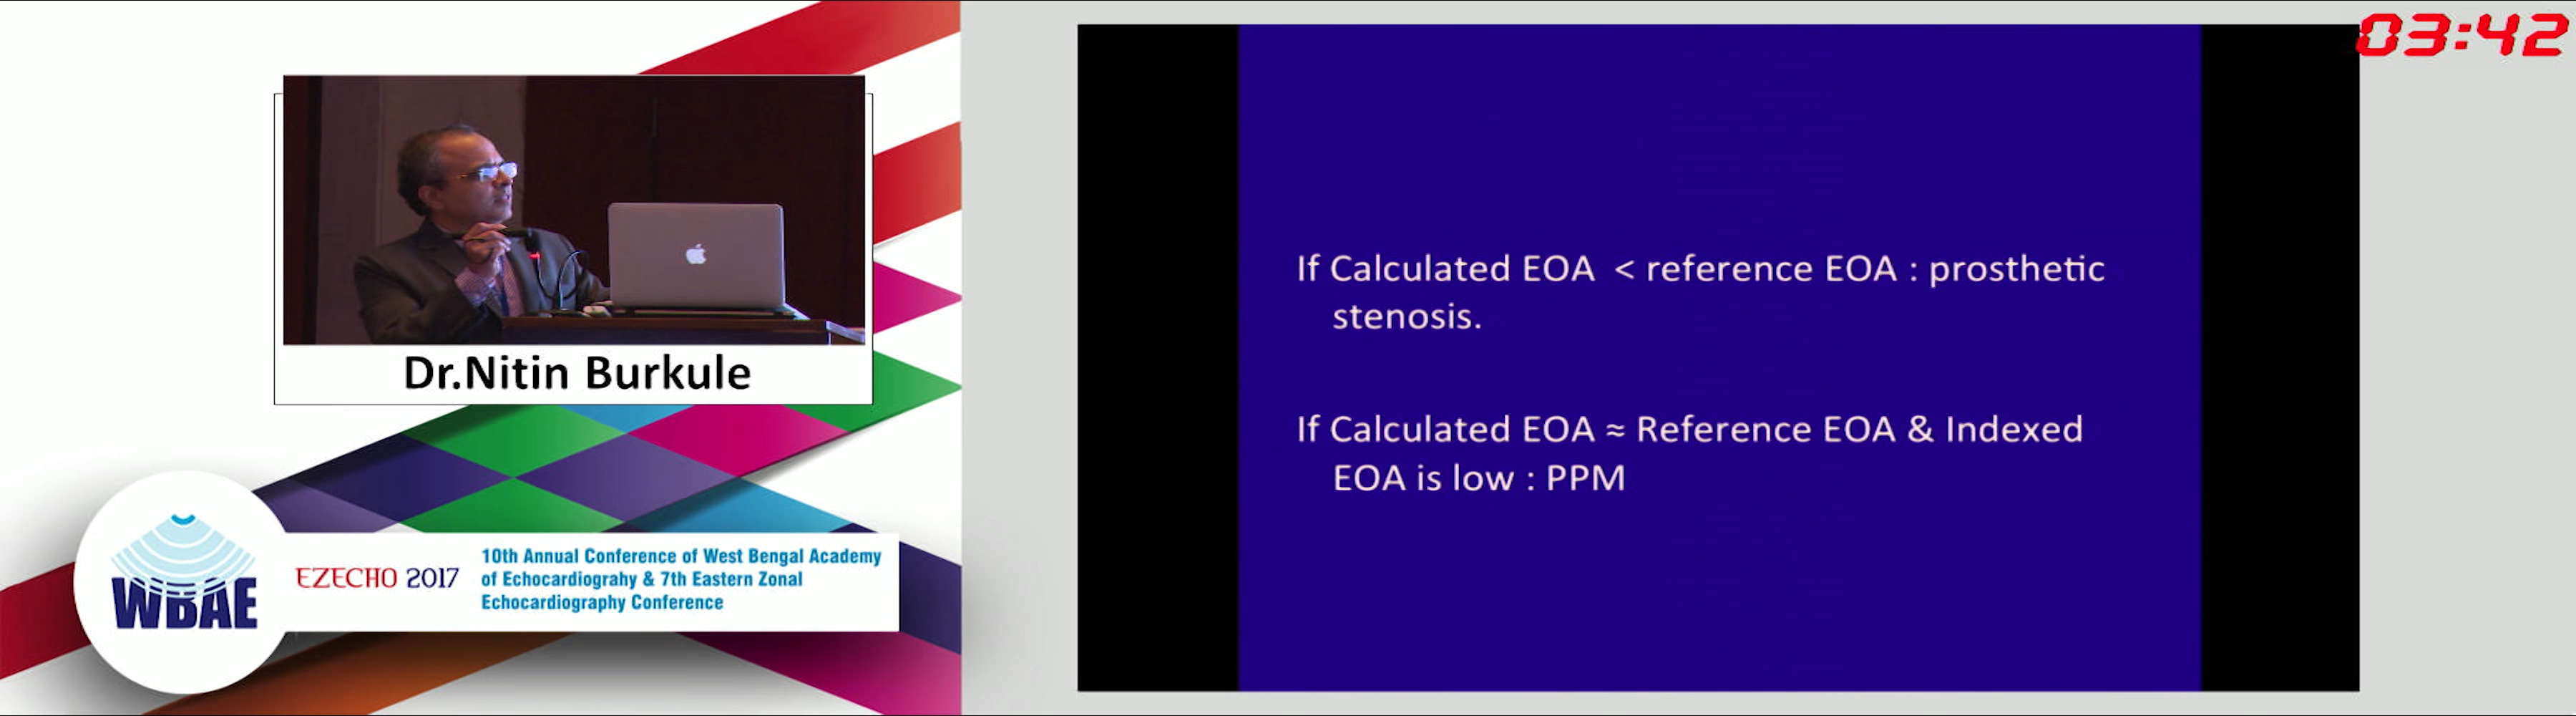 03:42
If Calculated EOA < reference EOA : prosthetic
stenosis.
If Calculated EOA ≈ Reference EOA & Indexed
EOA is low : PPM
Dr.Nitin Burkule
WBAE
EZECHO 2017
10th Annual Conference of West Bengal Academy
of Echocardiograhy & 7th Eastern Zonal
Echocardiography Conference